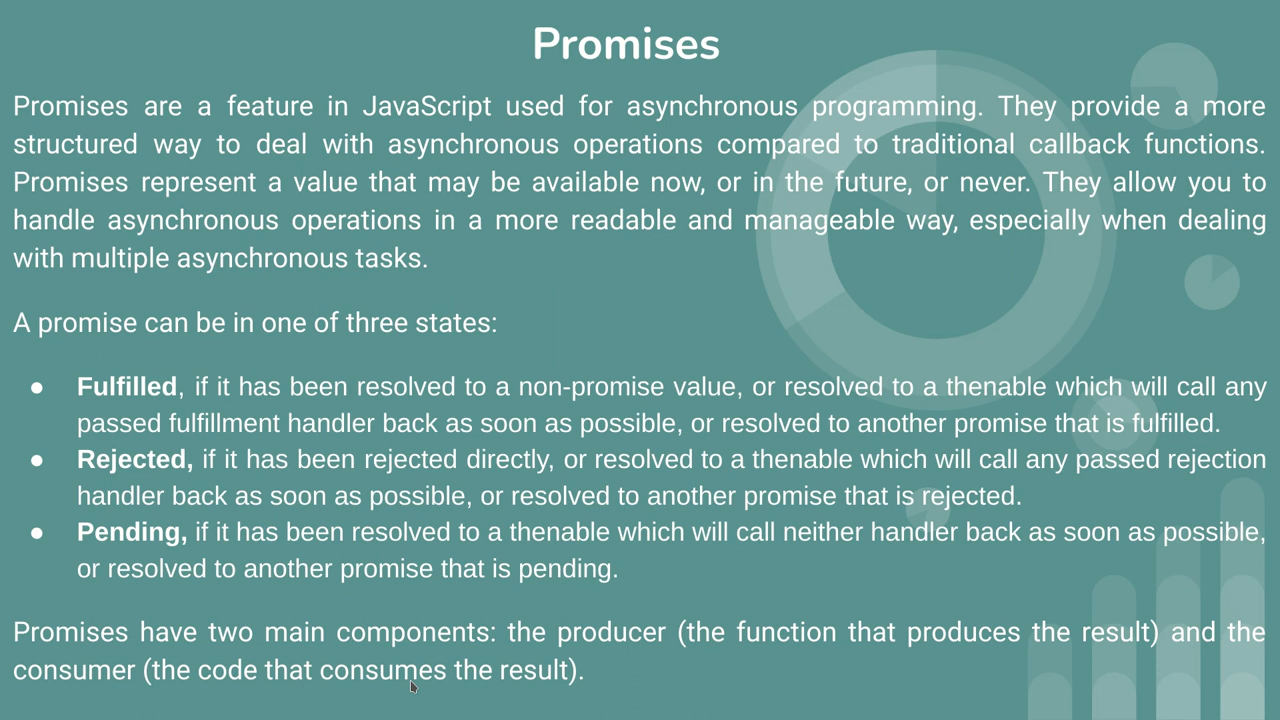 Promises
Promises are a feature in JavaScript used for asynchronous programming. They provide a more
structured way to deal with asynchronous operations compared to traditional callback functions.
Promises represent a value that may be available now, or in the future, or never. They allow you to
handle asynchronous operations in a more readable and manageable way, especially when dealing
with multiple asynchronous tasks.
A promise can be in one of three states:
● Fulfilled, if it has been resolved to a non-promise value, or resolved to a thenable which will call any
passed fulfillment handler back as soon as possible, or resolved to another promise that is fulfilled.
● Rejected, if it has been rejected directly, or resolved to a thenable which will call any passed rejection
handler back as soon as possible, or resolved to another promise that is rejected.
● Pending, if it has been resolved to a thenable which will call neither handler back as soon as possible,
or resolved to another promise that is pending.
Promises have two main components: the producer (the function that produces the result) and the
consumer (the code that consumes the result).